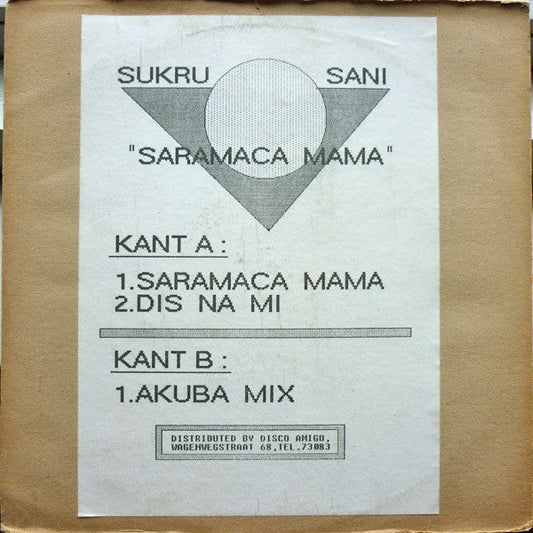 SUKRU SANI
"SARAMACA MAMA"
KANT A :
1.SARAMACA MAMA
2.DIS NA MI
KANT B :
1.AKUBA MIX
DISTRIBUTED BY DISCO AMIGO,
WAGENWEGSTRAAT 68,TEL.73083